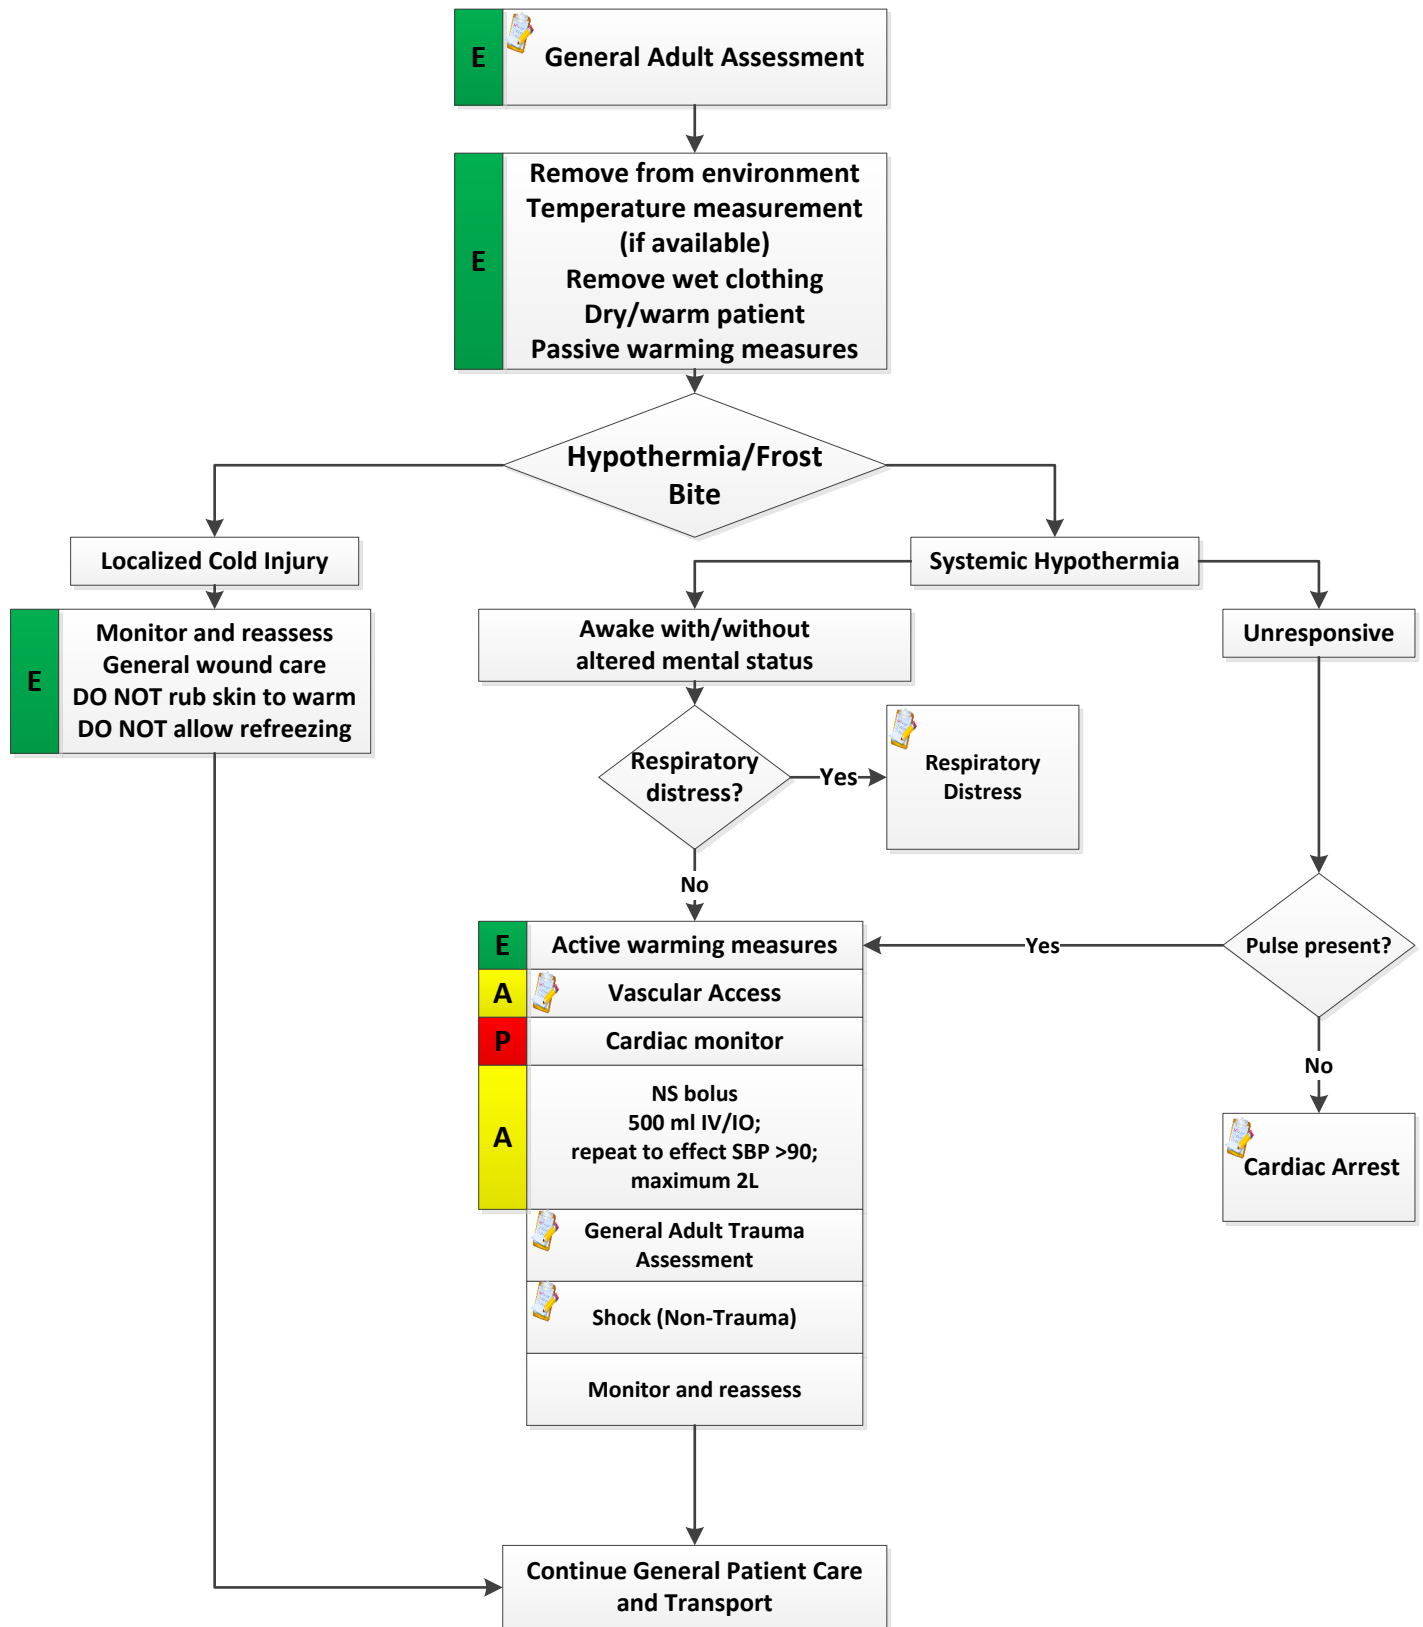 E
General Adult Assessment
E
Remove from environment
Temperature measurement
(if available)
Remove wet clothing
Dry/warm patient
Passive warming measures
Hypothermia/Frost
Bite
Localized Cold Injury
Systemic Hypothermia
E
Monitor and reassess
General wound care
DO NOT rub skin to warm
DO NOT allow refreezing
Awake with/without
altered mental status
Unresponsive
Respiratory
distress?
Yes
Respiratory
Distress
No
E
Active warming measures
Yes
Pulse present?
A
Vascular Access
P
Cardiac monitor
No
A
NS bolus
500 ml IV/IO;
repeat to effect SBP >90;
maximum 2L
Cardiac Arrest
General Adult Trauma
Assessment
Shock (Non-Trauma)
Monitor and reassess
Continue General Patient Care
and Transport